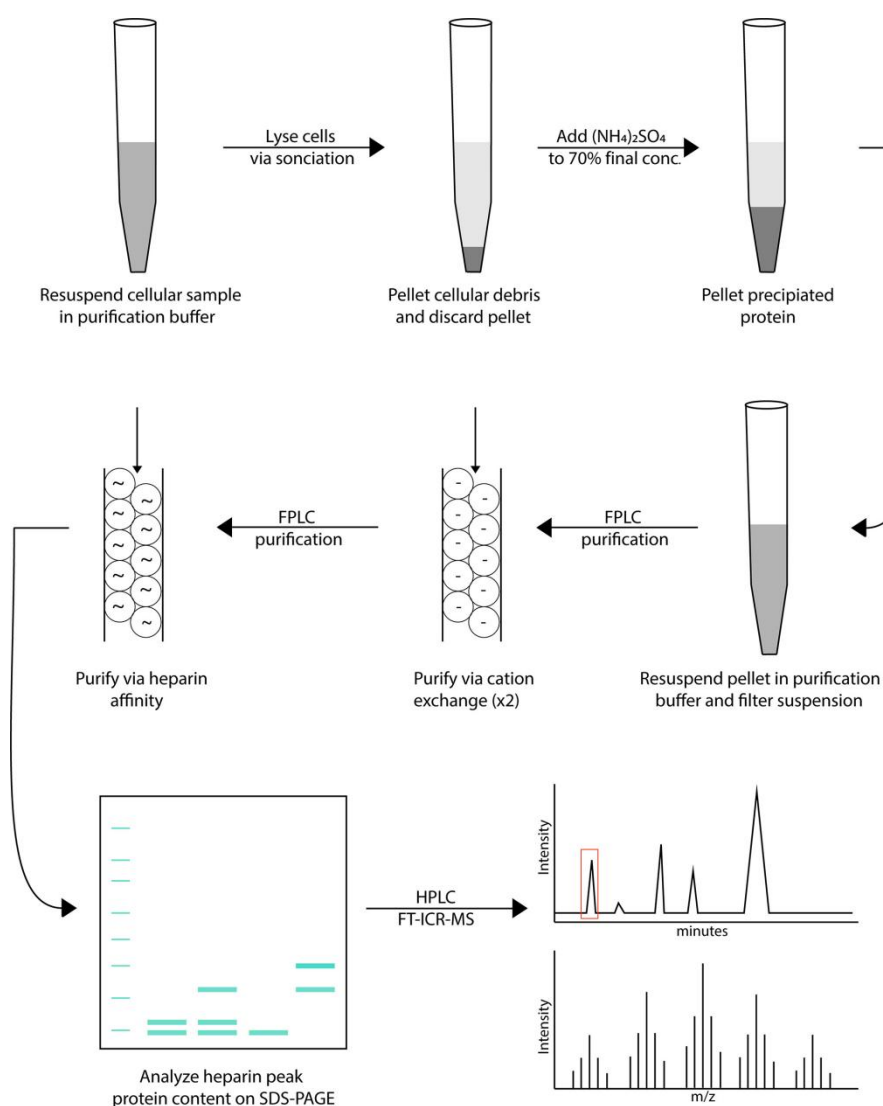 Lyse cells
via sonciation
Add (NH₄)₂SO₄
to 70% final conc.
Resuspend cellular sample
in purification buffer
Pellet cellular debris
and discard pellet
Pellet precipiated
protein
FPLC
purification
FPLC
purification
~ ~ ~ ~ ~ ~ ~ ~ ~ ~
- - - - - - - - - -
Purify via heparin
affinity
Purify via cation
exchange (x2)
Resuspend pellet in purification
buffer and filter suspension
HPLC
FT-ICR-MS
Intensity
minutes
Intensity
m/z
Analyze heparin peak
protein content on SDS-PAGE